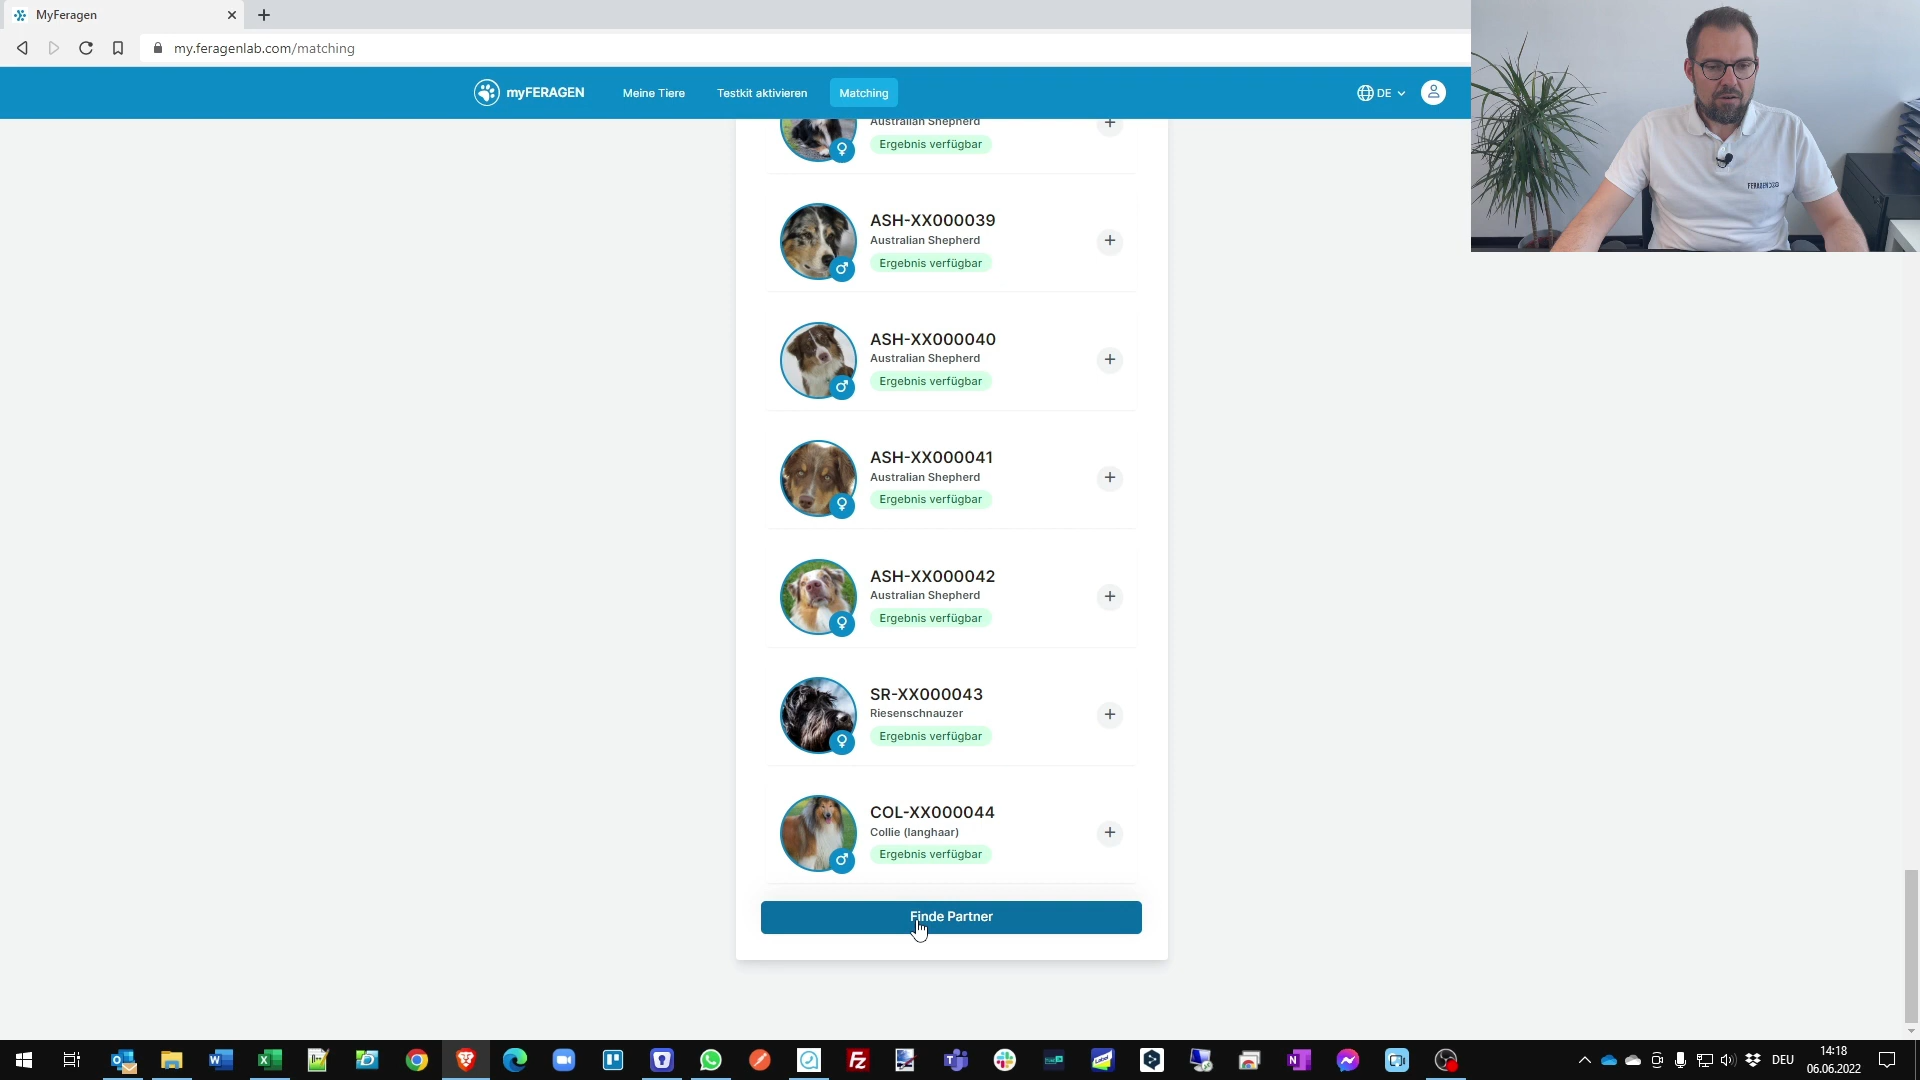 MyFeragen
my.feragenlab.com/matching
myFERAGEN
Meine Tiere
Testkit aktivieren
Matching
DE
FERAGEN
Australian Shepherd
Ergebnis verfügbar
ASH-XX000039
Australian Shepherd
Ergebnis verfügbar
ASH-XX000040
Australian Shepherd
Ergebnis verfügbar
ASH-XX000041
Australian Shepherd
Ergebnis verfügbar
ASH-XX000042
Australian Shepherd
Ergebnis verfügbar
SR-XX000043
Riesenschnauzer
Ergebnis verfügbar
COL-XX000044
Collie (langhaar)
Ergebnis verfügbar
Finde Partner
DEU
14:18
06.06.2022